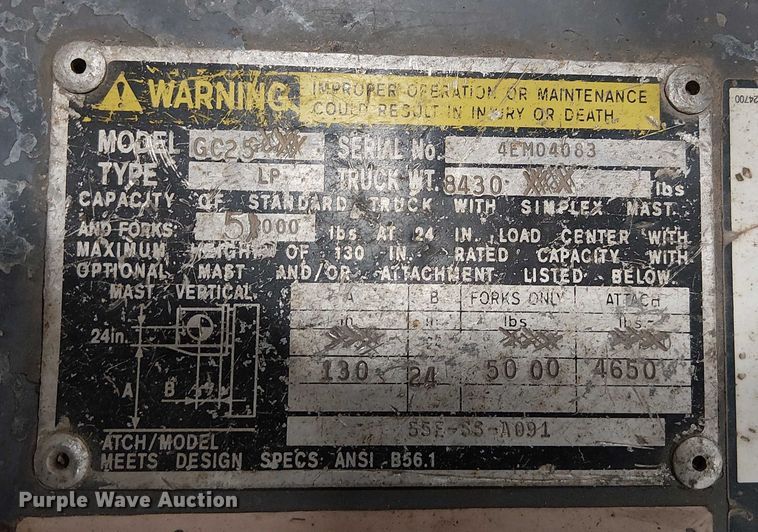 24700
WARNING IMPROPER OPERATION OR MAINTENANCE
COULD RESULT IN INJURY OR DEATH.
MODEL GC25 SERIAL No. 4EM04083
TYPE LP TRUCK WT. 8430 lbs
CAPACITY OF STANDARD TRUCK WITH SIMPLEX MAST
AND FORKS 5000 lbs AT 24 IN. LOAD CENTER WITH
MAXIMUM HEIGHT OF 130 IN. RATED CAPACITY WITH
OPTIONAL MAST AND/OR ATTACHMENT LISTED BELOW.
MAST VERTICAL. A B FORKS ONLY ATTACH
in. in. lbs lbs
24in.
A B
130 24 5000 4650
ATCH/MODEL SSE-SS-A091
MEETS DESIGN SPECS ANSI B56.1
Purple Wave Auction